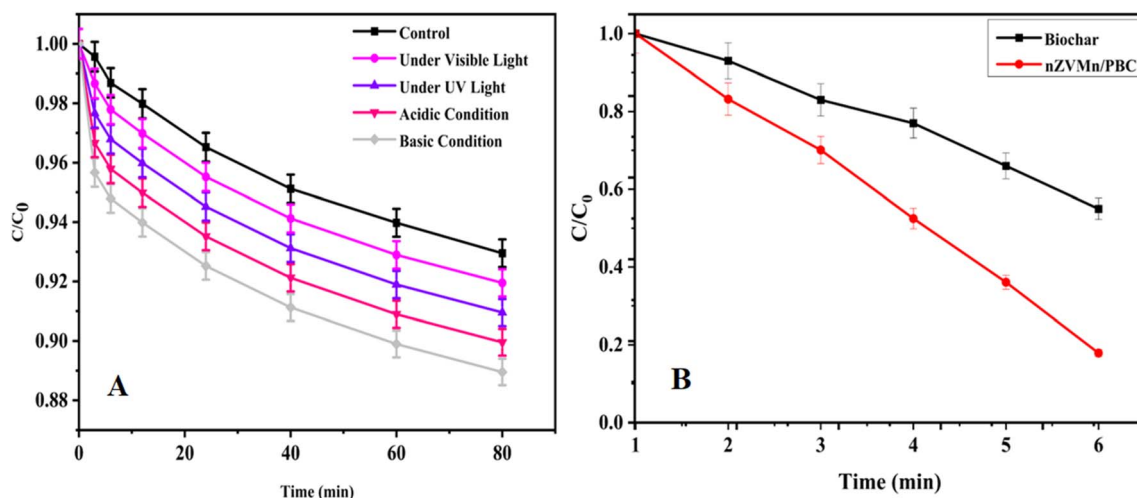 Control
Under Visible Light
Under UV Light
Acidic Condition
Basic Condition
1.00
0.98
0.96
0.94
0.92
0.90
0.88
C/C0
A
0 20 40 60 80
Time (min)
Biochar
nZVMn/PBC
1.0
0.8
0.6
0.4
0.2
0.0
C/C0
B
1 2 3 4 5 6
Time (min)